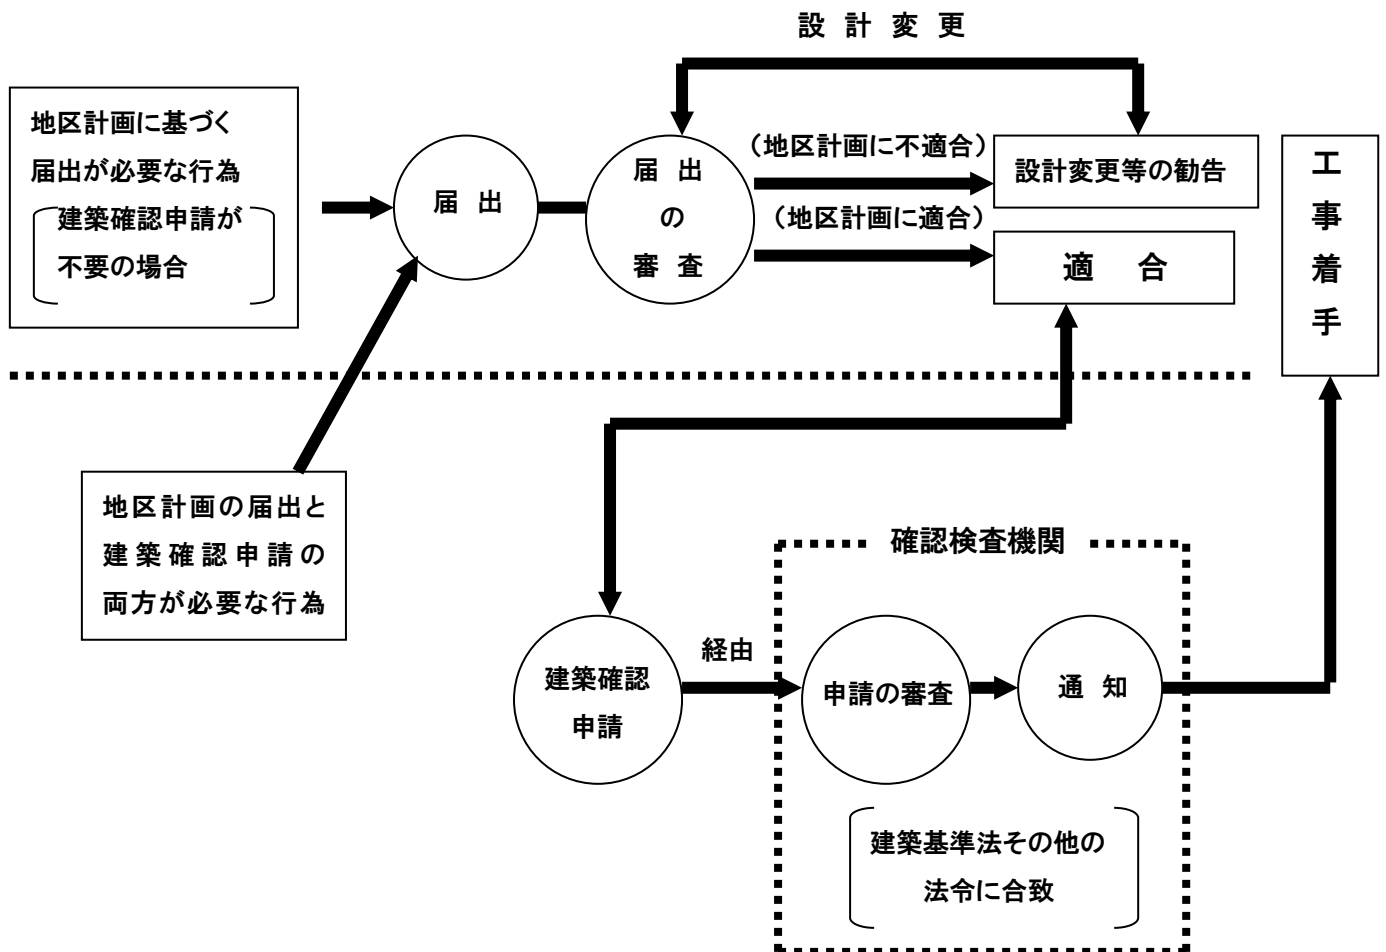 設計変更
地区計画に基づく
届出が必要な行為
建築確認申請が
不要の場合
届出
届出
の
審査
(地区計画に不適合)
設計変更等の勧告
(地区計画に適合)
適合
工
事
着
手
地区計画の届出と
建築確認申請の
両方が必要な行為
確認検査機関
建築確認
申請
経由
申請の審査
通知
建築基準法その他の
法令に合致